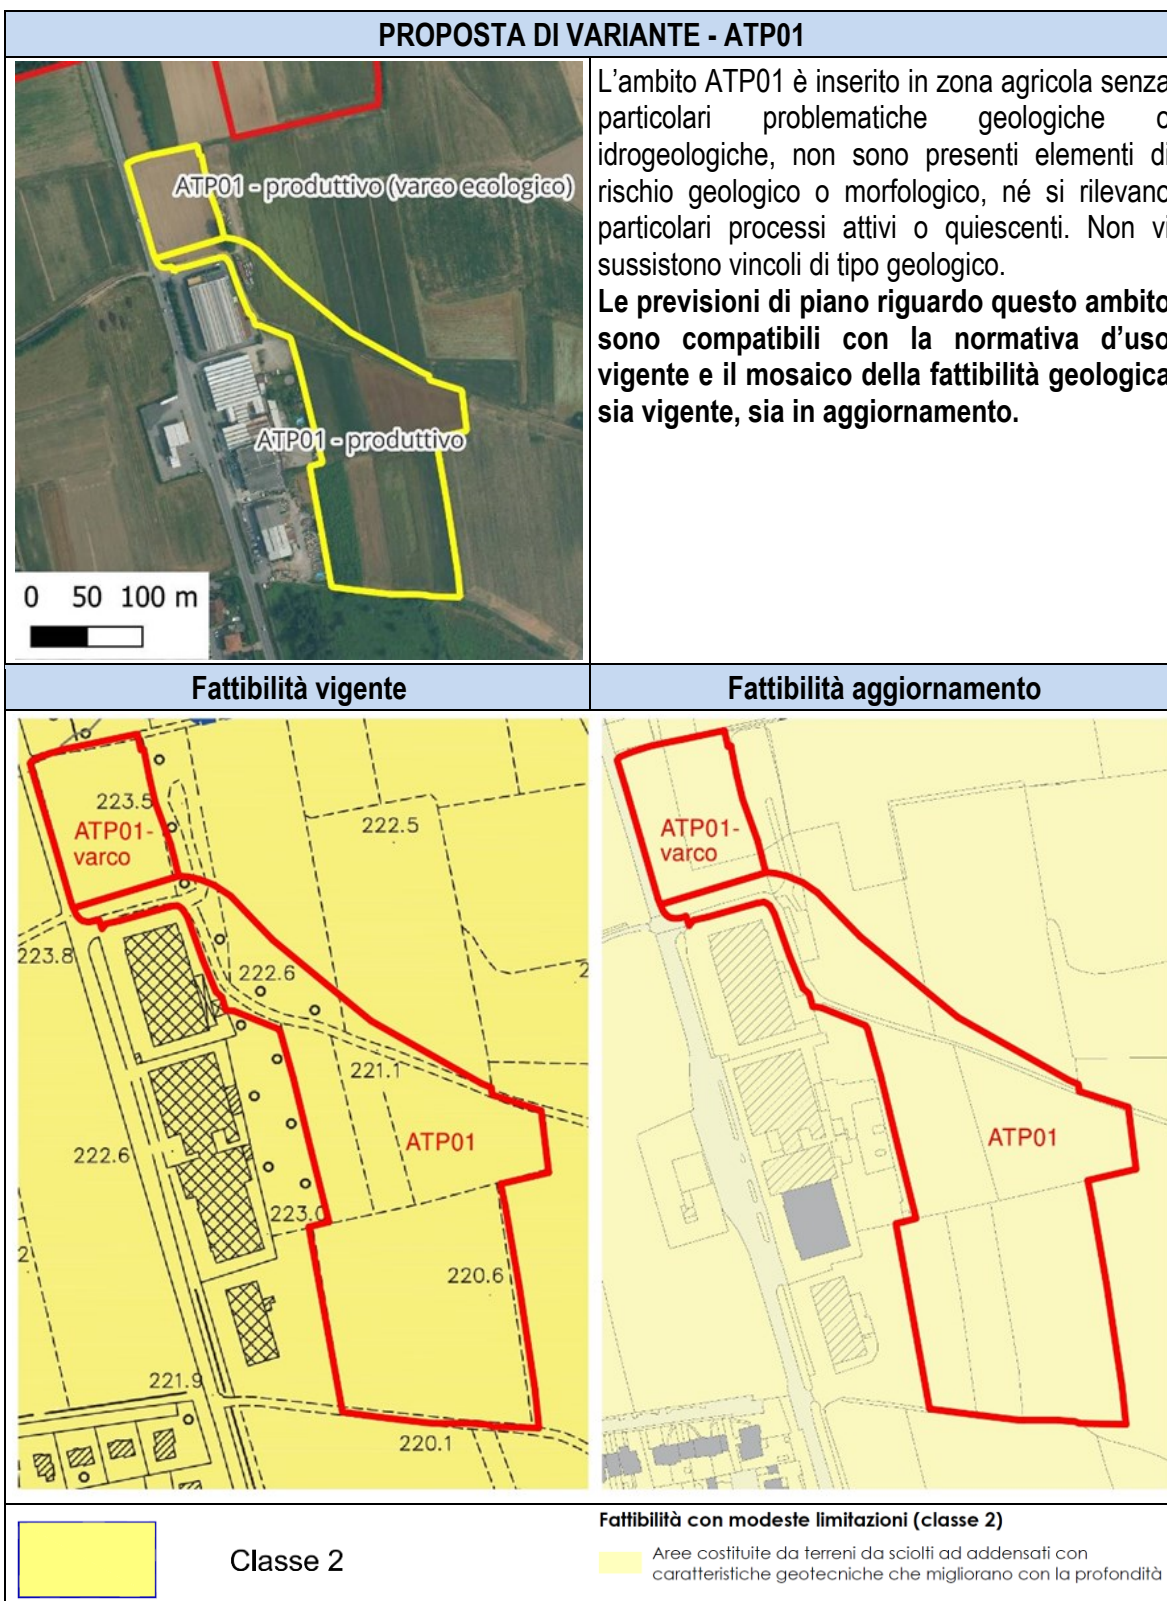 PROPOSTA DI VARIANTE - ATP01
ATP01 - produttivo (varco ecologico)
ATP01 - produttivo
0 50 100 m
L'ambito ATP01 è inserito in zona agricola senza
particolari problematiche geologiche o
idrogeologiche, non sono presenti elementi di
rischio geologico o morfologico, né si rilevano
particolari processi attivi o quiescenti. Non vi
sussistono vincoli di tipo geologico.
Le previsioni di piano riguardo questo ambito
sono compatibili con la normativa d'uso
vigente e il mosaico della fattibilità geologica
sia vigente, sia in aggiornamento.
Fattibilità vigente
Fattibilità aggiornamento
223.5
ATP01-
varco
222.5
223.8
222.6
221.1
ATP01
222.6
223.0
220.6
221.9
220.1
ATP01-
varco
ATP01
Classe 2
Fattibilità con modeste limitazioni (classe 2)
Aree costituite da terreni da sciolti ad addensati con
caratteristiche geotecniche che migliorano con la profondità